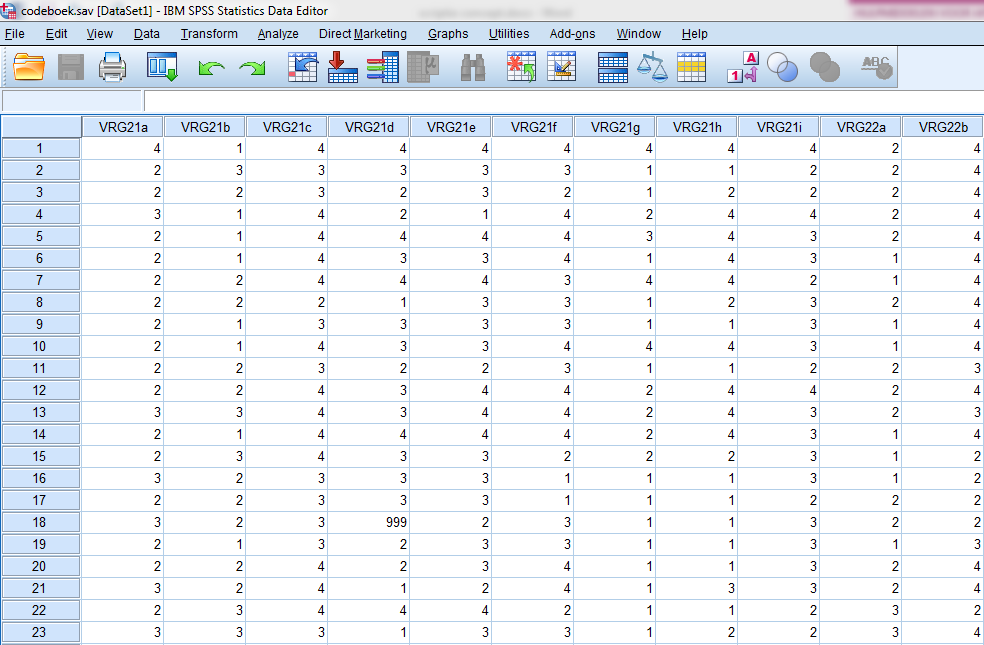 codeboek.sav [DataSet1] - IBM SPSS Statistics Data Editor
File Edit View Data Transform Analyze Direct Marketing Graphs Utilities Add-ons Window Help
A
1
ABC
VRG21a VRG21b VRG21c VRG21d VRG21e VRG21f VRG21g VRG21h VRG21i VRG22a VRG22b
1 4 1 4 4 4 4 4 4 4 2 4
2 2 3 3 3 3 3 1 1 2 2 4
3 2 2 3 2 3 2 1 2 2 2 4
4 3 1 4 2 1 4 2 4 4 2 4
5 2 1 4 4 4 4 3 4 3 2 4
6 2 1 4 3 3 4 1 4 3 1 4
7 2 2 4 4 4 3 4 4 2 1 4
8 2 2 2 1 3 3 1 2 3 2 4
9 2 1 3 3 3 3 1 1 3 1 4
10 2 1 4 3 3 4 4 4 3 1 4
11 2 2 3 2 2 3 1 1 2 2 3
12 2 2 4 3 4 4 2 4 4 2 4
13 3 3 4 3 4 4 2 4 3 2 3
14 2 1 4 4 4 4 2 4 3 1 4
15 2 3 4 3 3 2 2 2 3 1 2
16 3 2 3 3 3 1 1 1 3 1 2
17 2 2 3 3 3 1 1 1 2 2 2
18 3 2 3 999 2 3 1 1 3 2 2
19 2 1 3 2 3 3 1 1 3 1 3
20 2 2 4 2 3 4 1 1 3 2 4
21 3 2 4 1 2 4 1 3 3 2 4
22 2 3 4 4 4 2 1 1 2 3 2
23 3 3 3 1 3 3 1 2 2 3 4